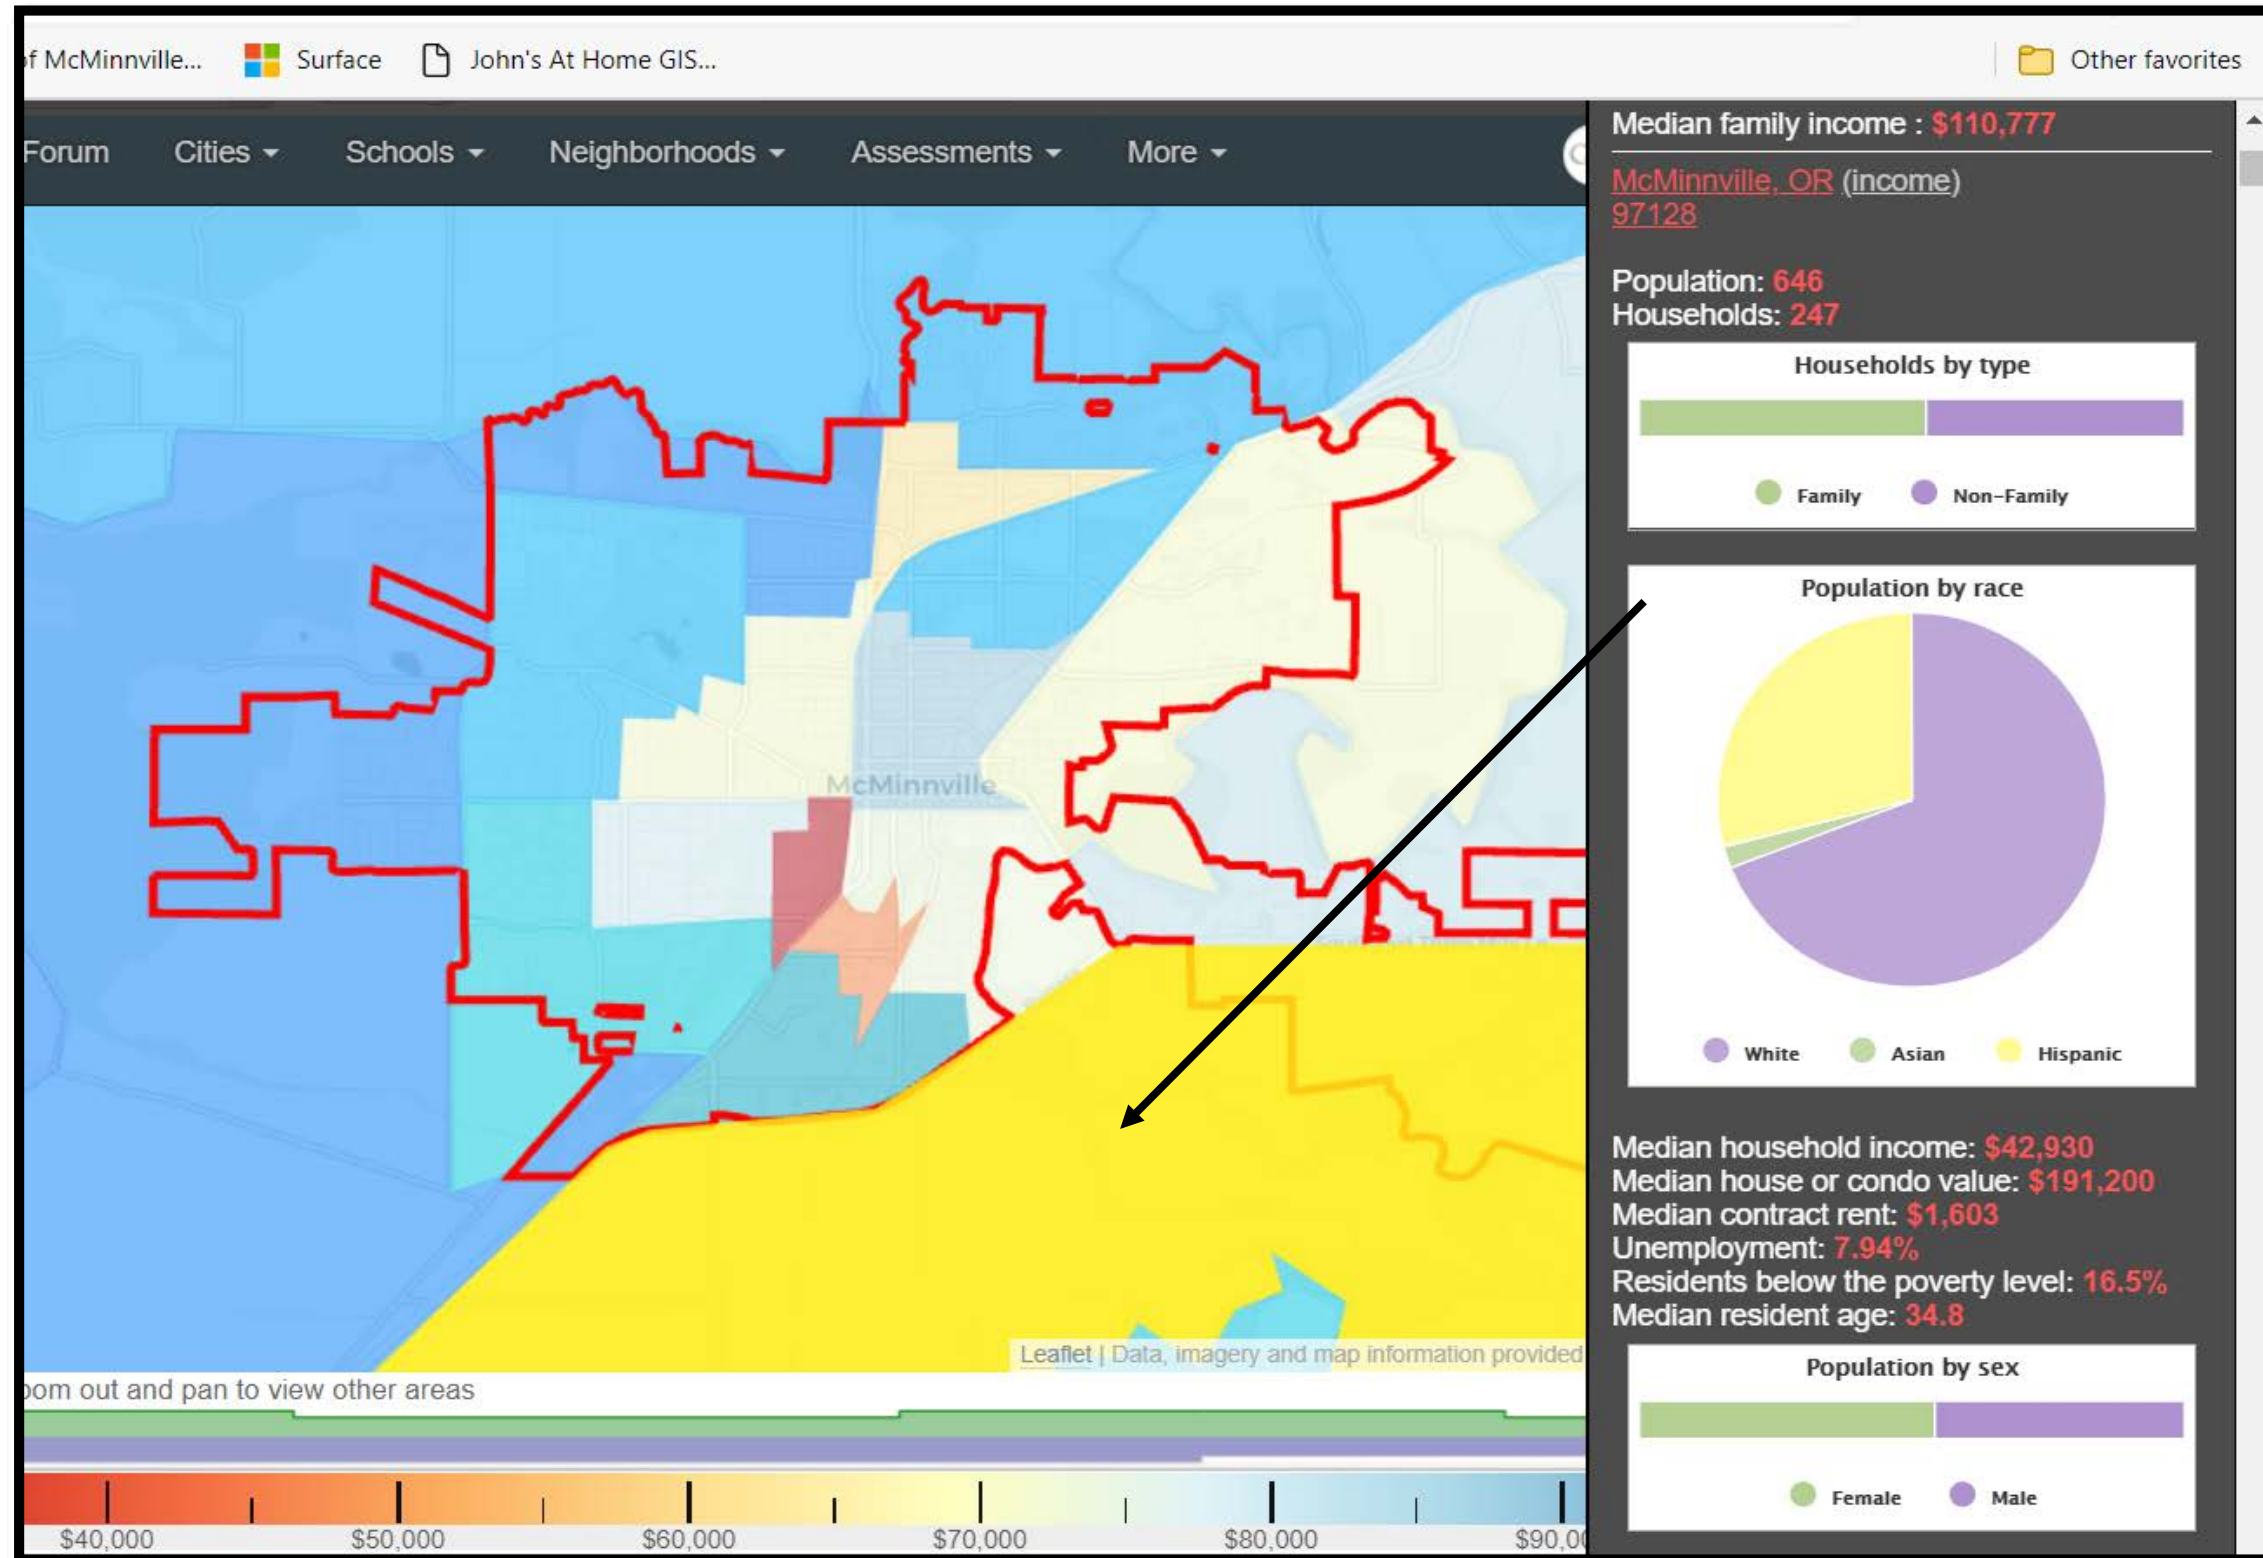 of McMinnville... Surface John's At Home GIS... Other favorites
Forum Cities Schools Neighborhoods Assessments More
Median family income : $110,777
McMinnville, OR (income)
97128
Population: 646
Households: 247
Households by type
Family Non-Family
Population by race
White Asian Hispanic
McMinnville
Median household income: $42,930
Median house or condo value: $191,200
Median contract rent: $1,603
Unemployment: 7.94%
Residents below the poverty level: 16.5%
Median resident age: 34.8
Population by sex
Female Male
Leaflet | Data, imagery and map information provided
oom out and pan to view other areas
$40,000 $50,000 $60,000 $70,000 $80,000 $90,00